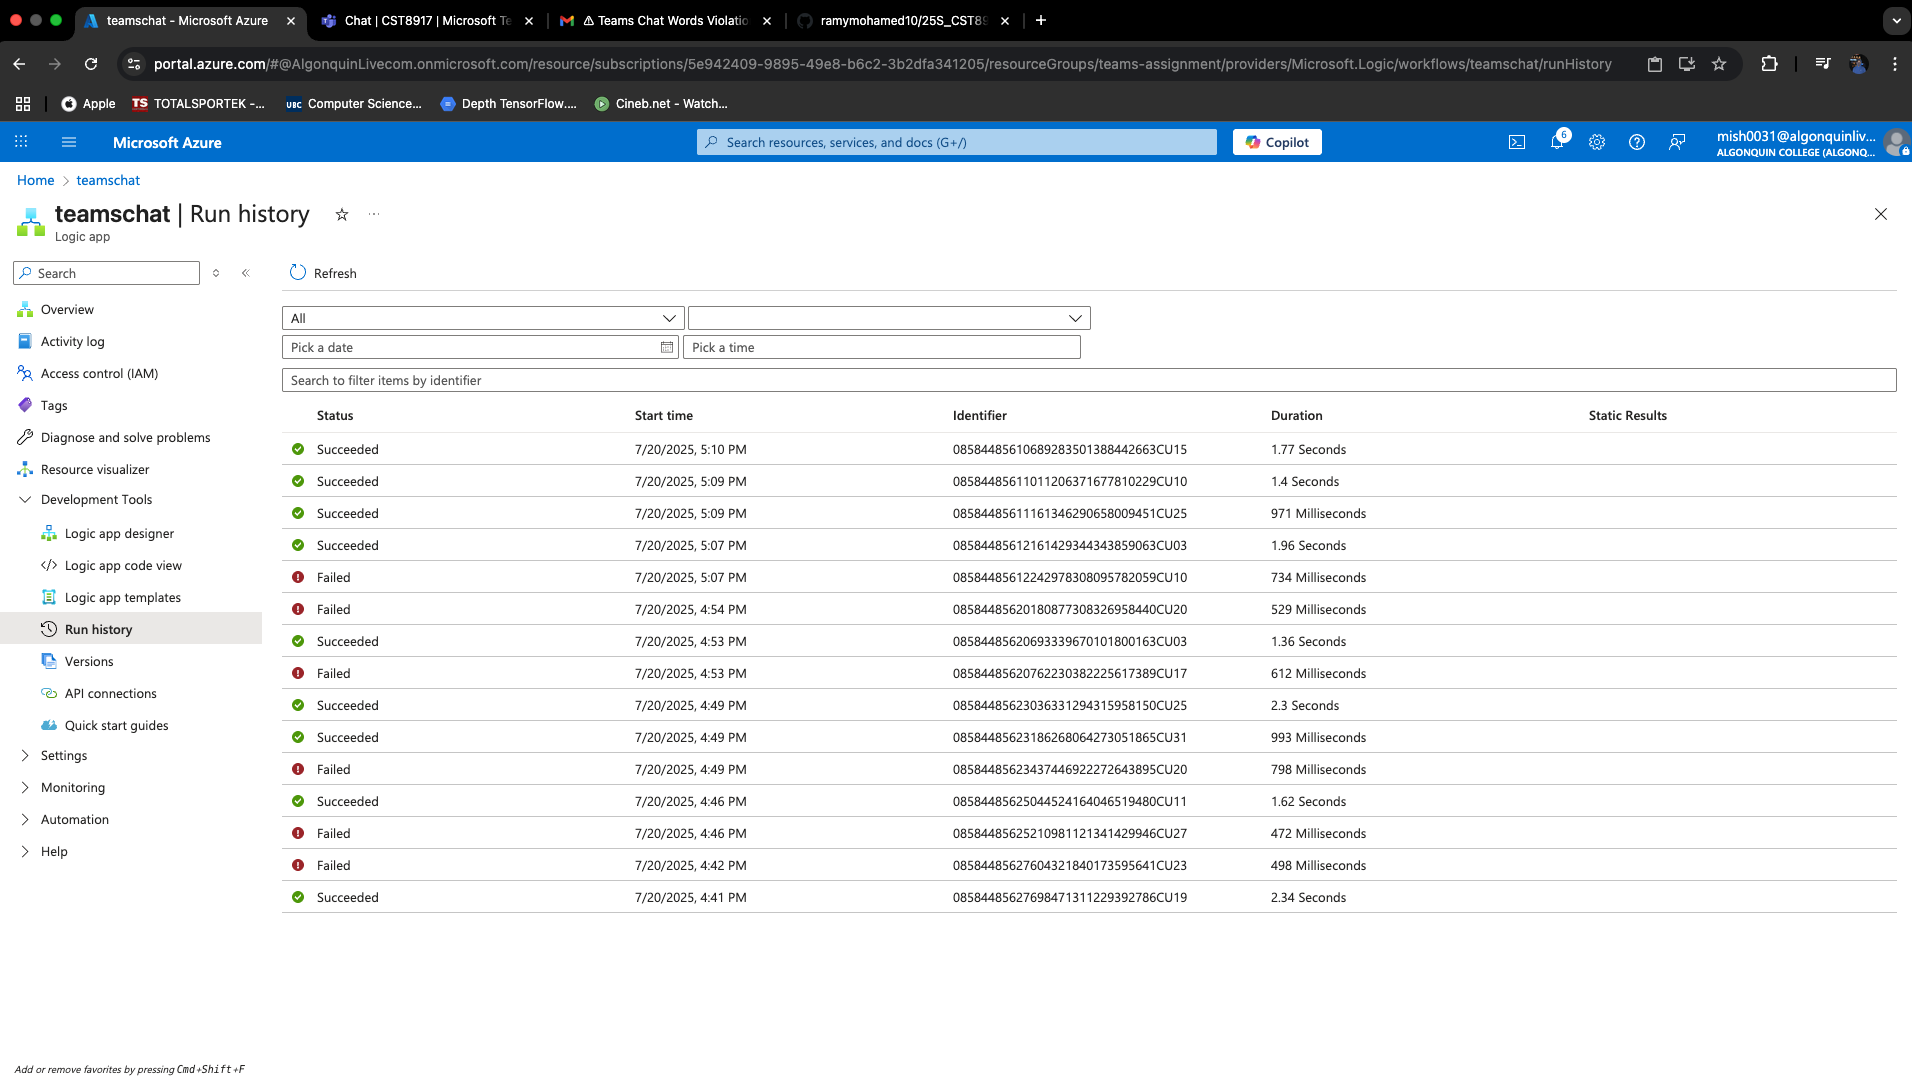 teamschat - Microsoft Azure
Chat | CST8917 | Microsoft Te
⚠ Teams Chat Words Violatio
ramymohamed10/25S_CST89
portal.azure.com/#@AlgonquinLivecom.onmicrosoft.com/resource/subscriptions/5e942409-9895-49e8-b6c2-3b2dfa341205/resourceGroups/teams-assignment/providers/Microsoft.Logic/workflows/teamschat/runHistory
Apple
TS TOTALSPORTEK -...
UBC Computer Science...
Depth TensorFlow....
Cineb.net - Watch...
Microsoft Azure
Search resources, services, and docs (G+/)
Copilot
6
mish0031@algonquinliv...
ALGONQUIN COLLEGE (ALGONQ...
Home > teamschat
teamschat | Run history
Logic app
Search
Overview
Activity log
Access control (IAM)
Tags
Diagnose and solve problems
Resource visualizer
Development Tools
Logic app designer
Logic app code view
Logic app templates
Run history
Versions
API connections
Quick start guides
Settings
Monitoring
Automation
Help
Refresh
All
Pick a date
Pick a time
Search to filter items by identifier
Status Start time Identifier Duration Static Results
Succeeded 7/20/2025, 5:10 PM 08584485610689283501388442663CU15 1.77 Seconds
Succeeded 7/20/2025, 5:09 PM 08584485611011206371677810229CU10 1.4 Seconds
Succeeded 7/20/2025, 5:09 PM 08584485611161346290658009451CU25 971 Milliseconds
Succeeded 7/20/2025, 5:07 PM 08584485612161429344343859063CU03 1.96 Seconds
Failed 7/20/2025, 5:07 PM 08584485612242978308095782059CU10 734 Milliseconds
Failed 7/20/2025, 4:54 PM 08584485620180877308326958440CU20 529 Milliseconds
Succeeded 7/20/2025, 4:53 PM 08584485620693339670101800163CU03 1.36 Seconds
Failed 7/20/2025, 4:53 PM 08584485620762230382225617389CU17 612 Milliseconds
Succeeded 7/20/2025, 4:49 PM 08584485623036331294315958150CU25 2.3 Seconds
Succeeded 7/20/2025, 4:49 PM 08584485623186268064273051865CU31 993 Milliseconds
Failed 7/20/2025, 4:49 PM 08584485623437446922272643895CU20 798 Milliseconds
Succeeded 7/20/2025, 4:46 PM 08584485625044524164046519480CU11 1.62 Seconds
Failed 7/20/2025, 4:46 PM 08584485625210981121341429946CU27 472 Milliseconds
Failed 7/20/2025, 4:42 PM 08584485627604321840173595641CU23 498 Milliseconds
Succeeded 7/20/2025, 4:41 PM 08584485627698471311229392786CU19 2.34 Seconds
Add or remove favorites by pressing Cmd+Shift+F